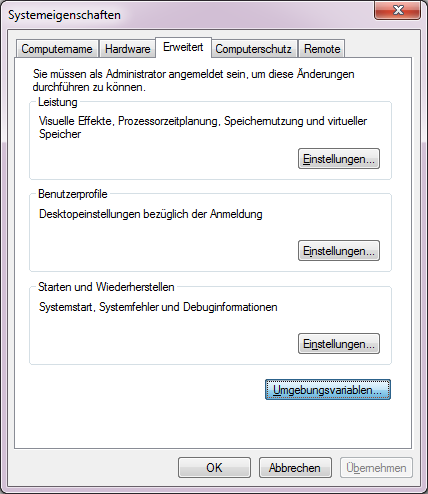 Systemeigenschaften
Computername Hardware Erweitert Computerschutz Remote
Sie müssen als Administrator angemeldet sein, um diese Änderungen
durchführen zu können.
Leistung
Visuelle Effekte, Prozessorzeitplanung, Speichernutzung und virtueller
Speicher
Einstellungen...
Benutzerprofile
Desktopeinstellungen bezüglich der Anmeldung
Einstellungen...
Starten und Wiederherstellen
Systemstart, Systemfehler und Debuginformationen
Einstellungen...
Umgebungsvariablen...
OK Abbrechen Übernehmen